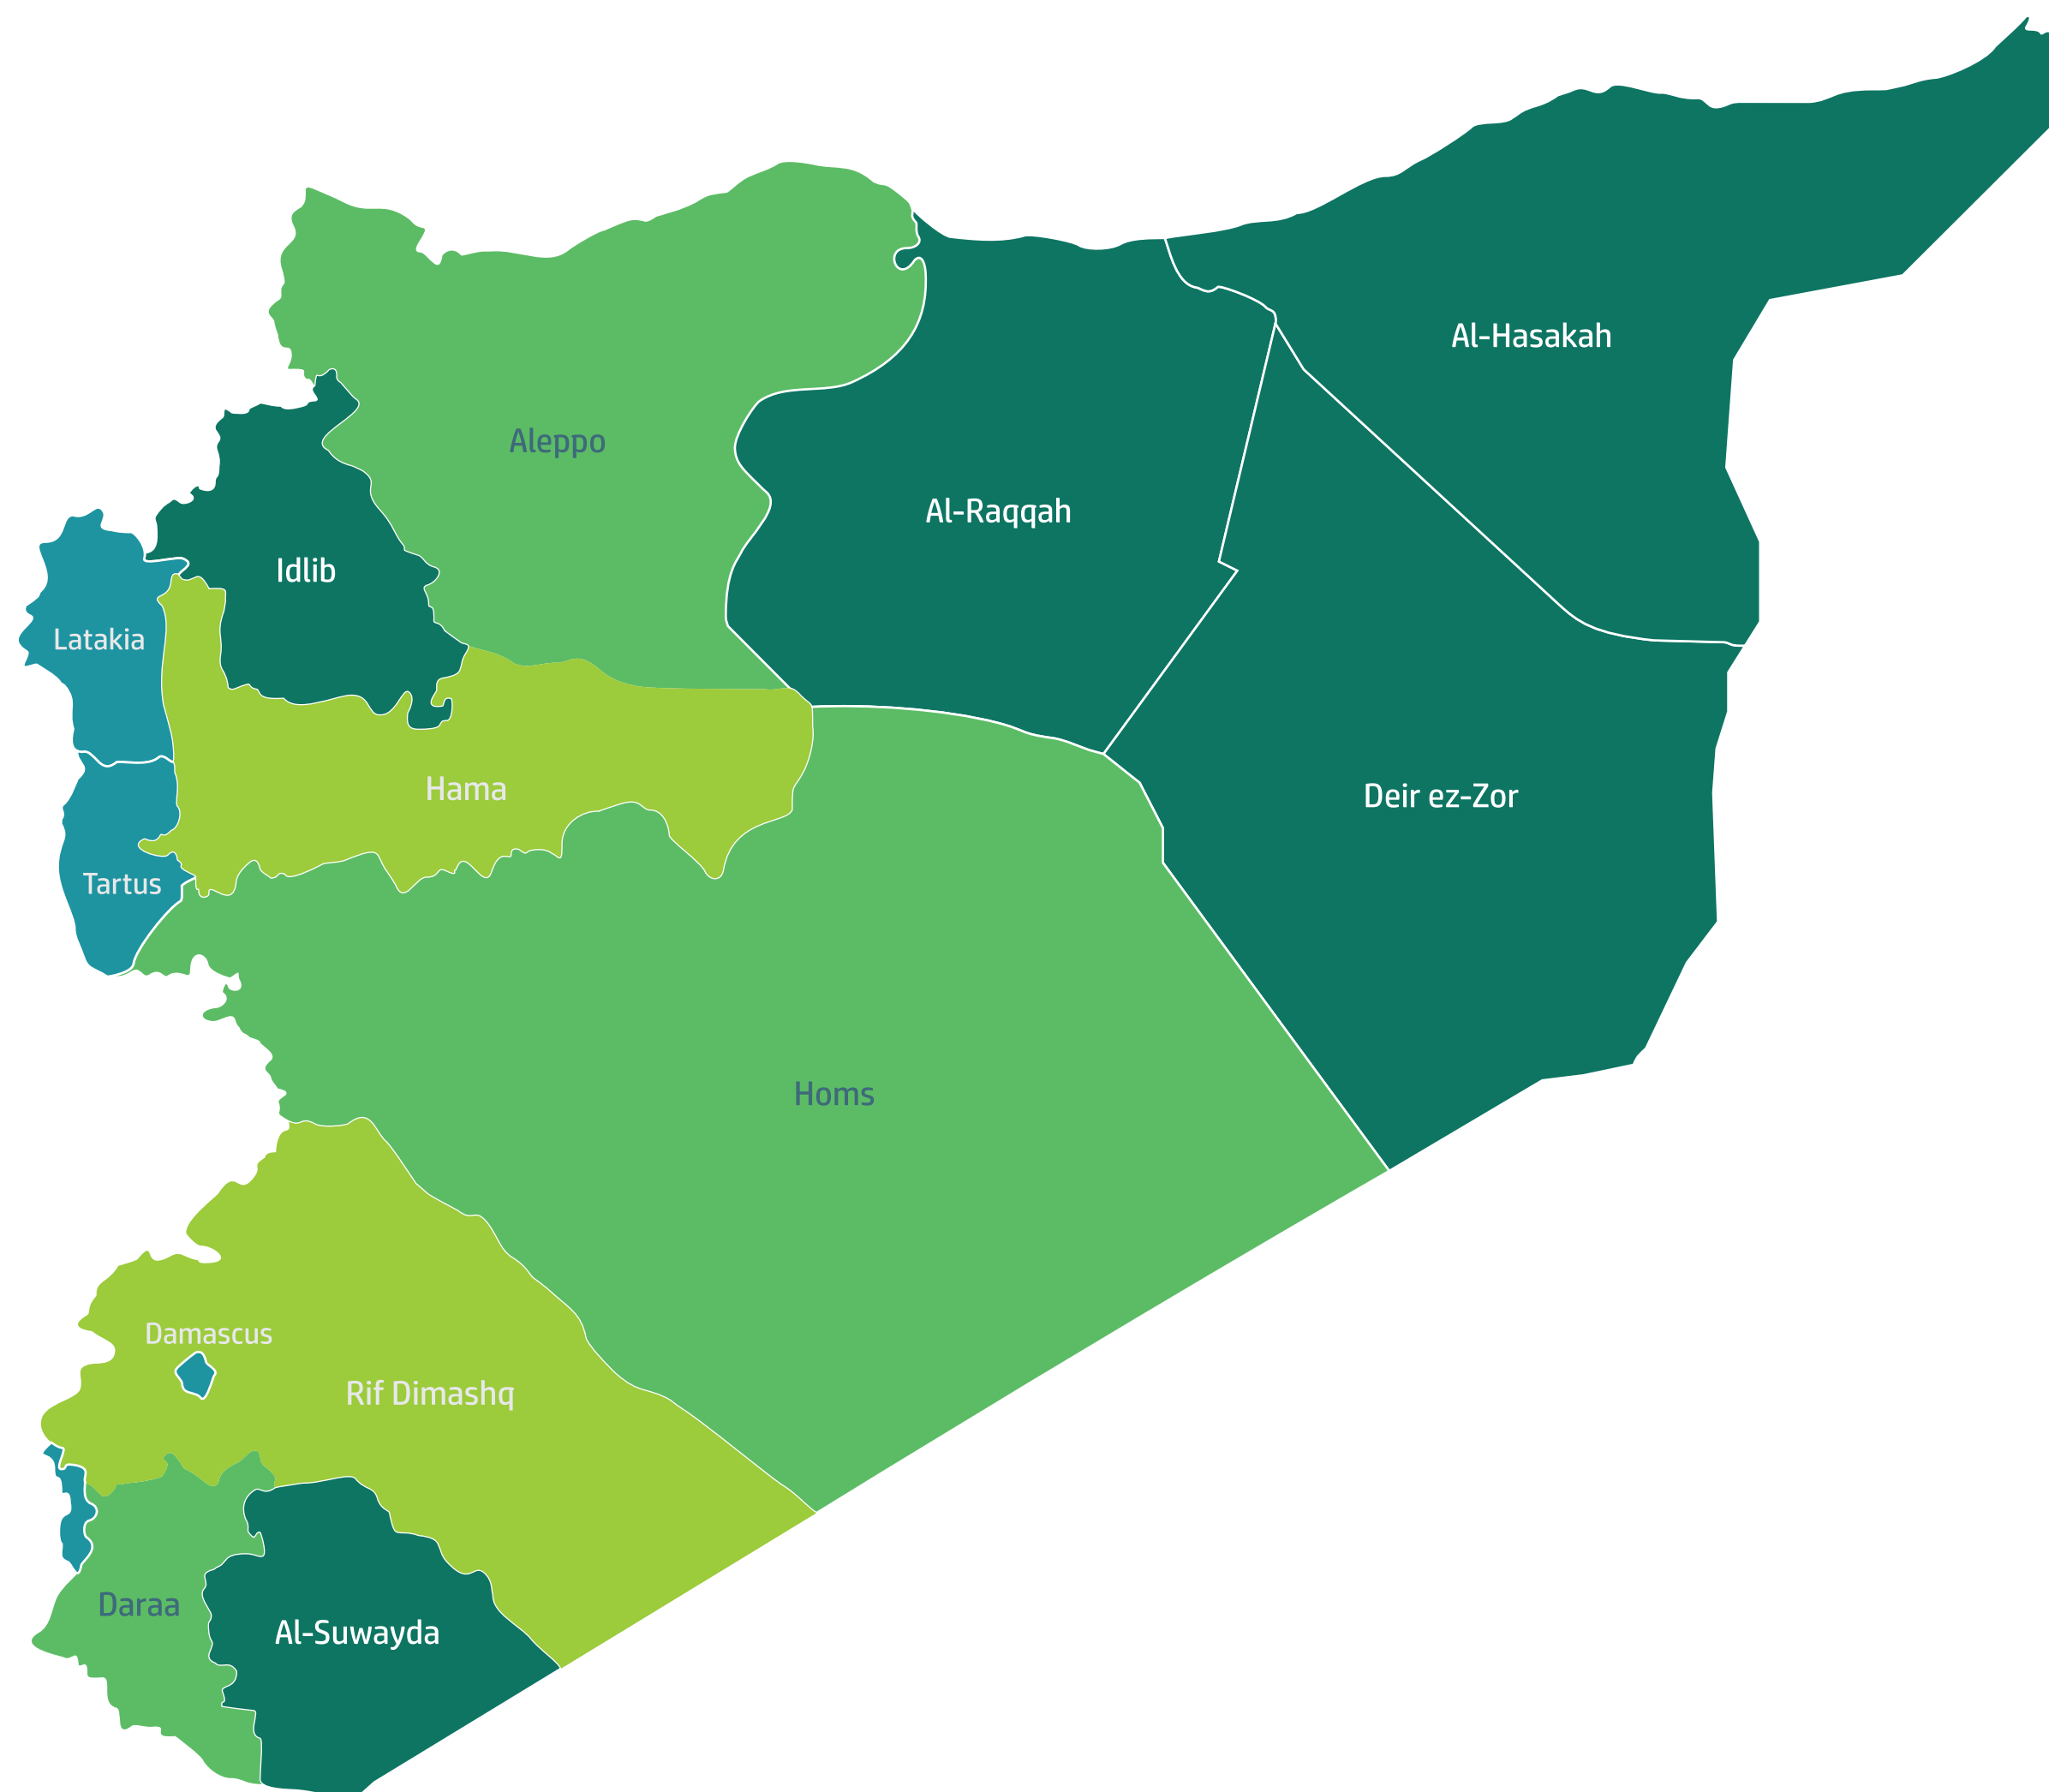 Al-Hasakah
Aleppo
Al-Raqqah
Idlib
Latakia
Hama
Deir ez-Zor
Tartus
Homs
Damascus
Rif Dimashq
Daraa
Al-Suwayda